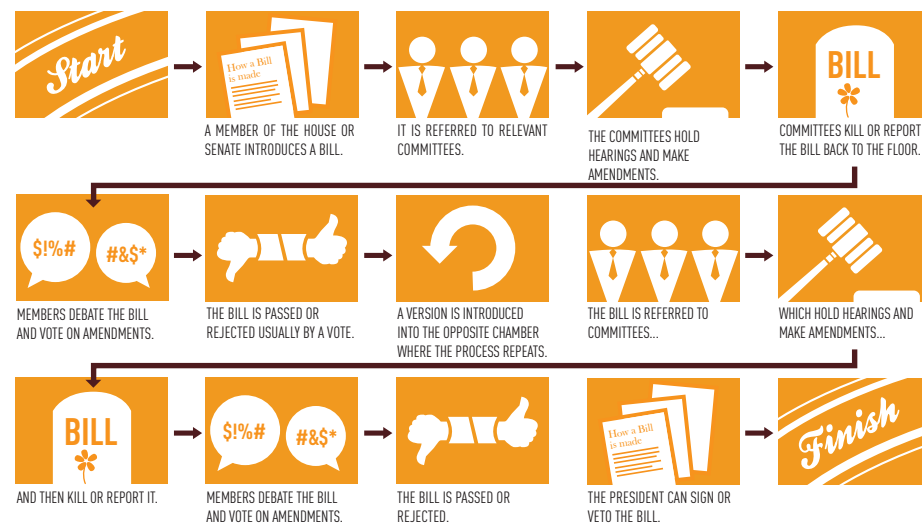 Start
How a Bill
is made
BILL
A MEMBER OF THE HOUSE OR
SENATE INTRODUCES A BILL.
IT IS REFERRED TO RELEVANT
COMMITTEES.
THE COMMITTEES HOLD
HEARINGS AND MAKE
AMENDMENTS.
COMMITTEES KILL OR REPORT
THE BILL BACK TO THE FLOOR.
$!%#
#&$*
MEMBERS DEBATE THE BILL
AND VOTE ON AMENDMENTS.
THE BILL IS PASSED OR
REJECTED USUALLY BY A VOTE.
A VERSION IS INTRODUCED
INTO THE OPPOSITE CHAMBER
WHERE THE PROCESS REPEATS.
THE BILL IS REFERRED TO
COMMITTEES...
WHICH HOLD HEARINGS AND
MAKE AMENDMENTS...
BILL
$!%#
#&$*
How a Bill
is made
Finish
AND THEN KILL OR REPORT IT.
MEMBERS DEBATE THE BILL
AND VOTE ON AMENDMENTS.
THE BILL IS PASSED OR
REJECTED.
THE PRESIDENT CAN SIGN OR
VETO THE BILL.